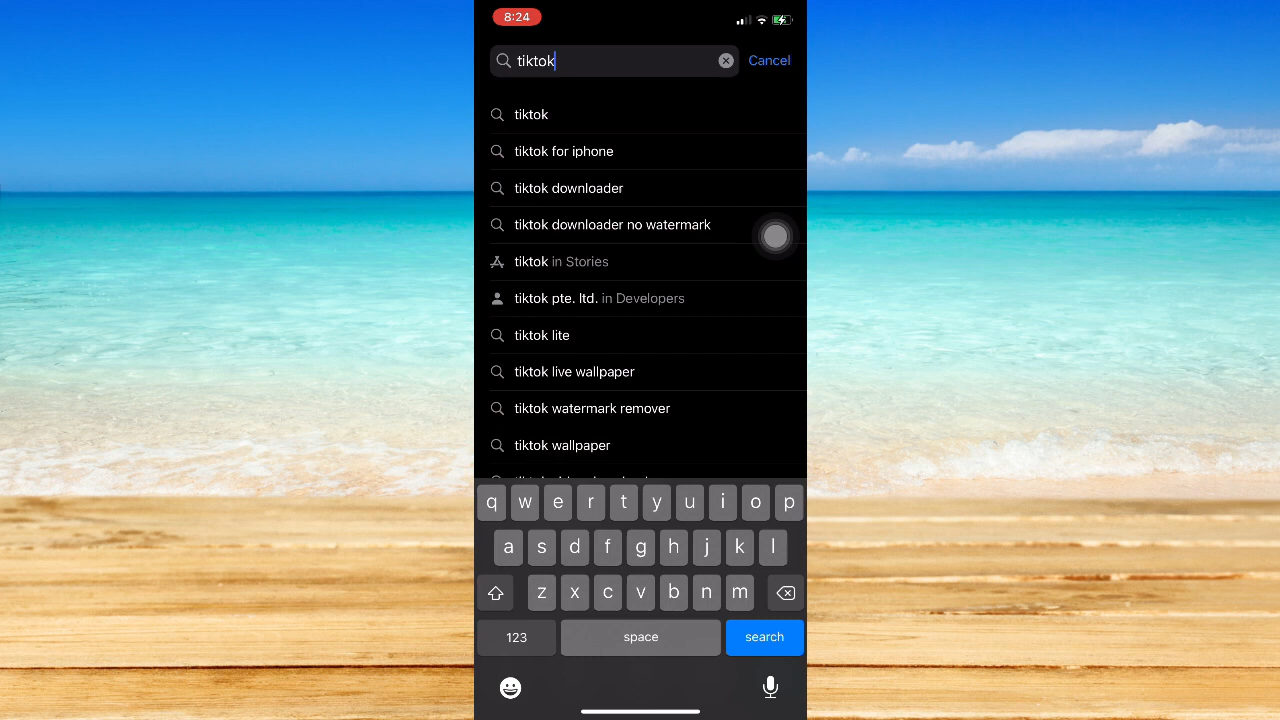 8:24
tiktok
Cancel
tiktok
tiktok for iphone
tiktok downloader
tiktok downloader no watermark
tiktok in Stories
tiktok pte. ltd. in Developers
tiktok lite
tiktok live wallpaper
tiktok watermark remover
tiktok wallpaper
q w e r t y u i o p
a s d f g h j k l
z x c v b n m
123 space search